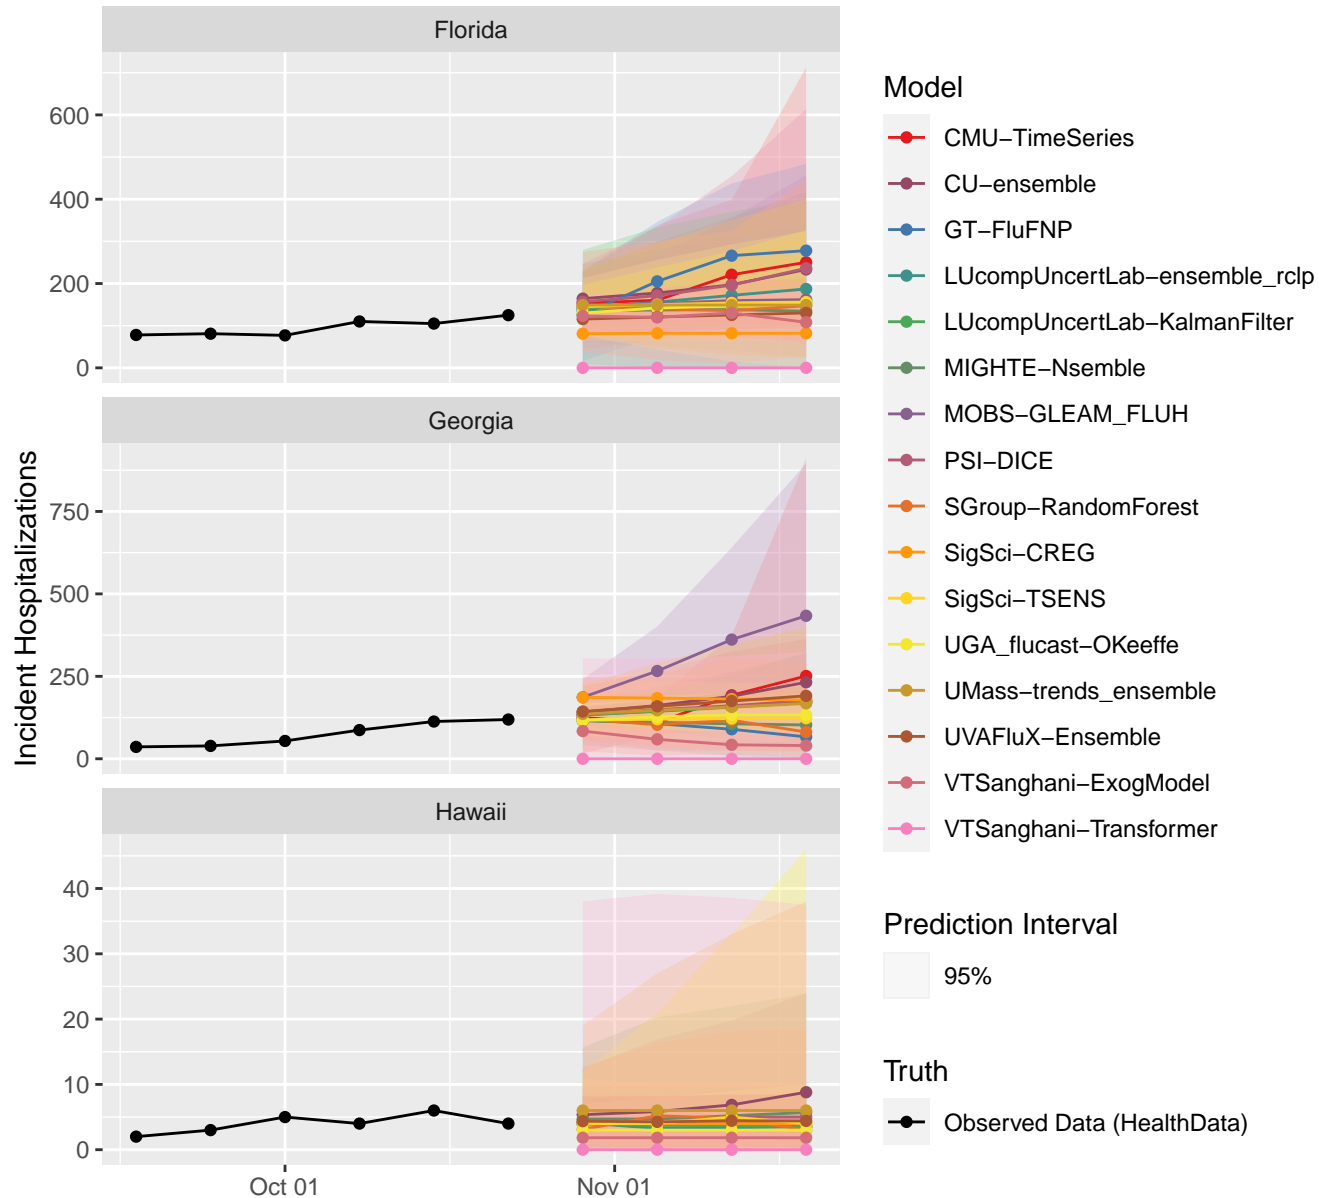 Florida
600
400
200
0
Georgia
750
500
250
0
Hawaii
40
30
20
10
0
Oct 01
Nov 01
Incident Hospitalizations
Model
CMU−TimeSeries
CU−ensemble
GT−FluFNP
LUcompUncertLab−ensemble_rclp
LUcompUncertLab−KalmanFilter
MIGHTE−Nsemble
MOBS−GLEAM_FLUH
PSI−DICE
SGroup−RandomForest
SigSci−CREG
SigSci−TSENS
UGA_flucast−OKeeffe
UMass−trends_ensemble
UVAFluX−Ensemble
VTSanghani−ExogModel
VTSanghani−Transformer
Prediction Interval
95%
Truth
Observed Data (HealthData)